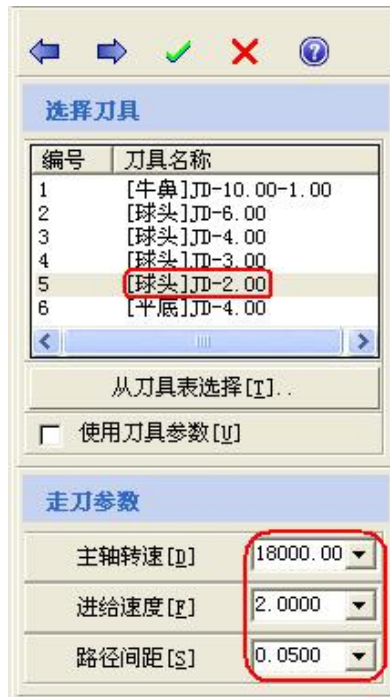 选择刀具
编号 刀具名称
1 [牛鼻]JD-10.00-1.00
2 [球头]JD-6.00
3 [球头]JD-4.00
4 [球头]JD-3.00
5 [球头]JD-2.00
6 [平底]JD-4.00
从刀具表选择[T]..
使用刀具参数[U]
走刀参数
主轴转速[D] 18000.00
进给速度[F] 2.0000
路径间距[S] 0.0500